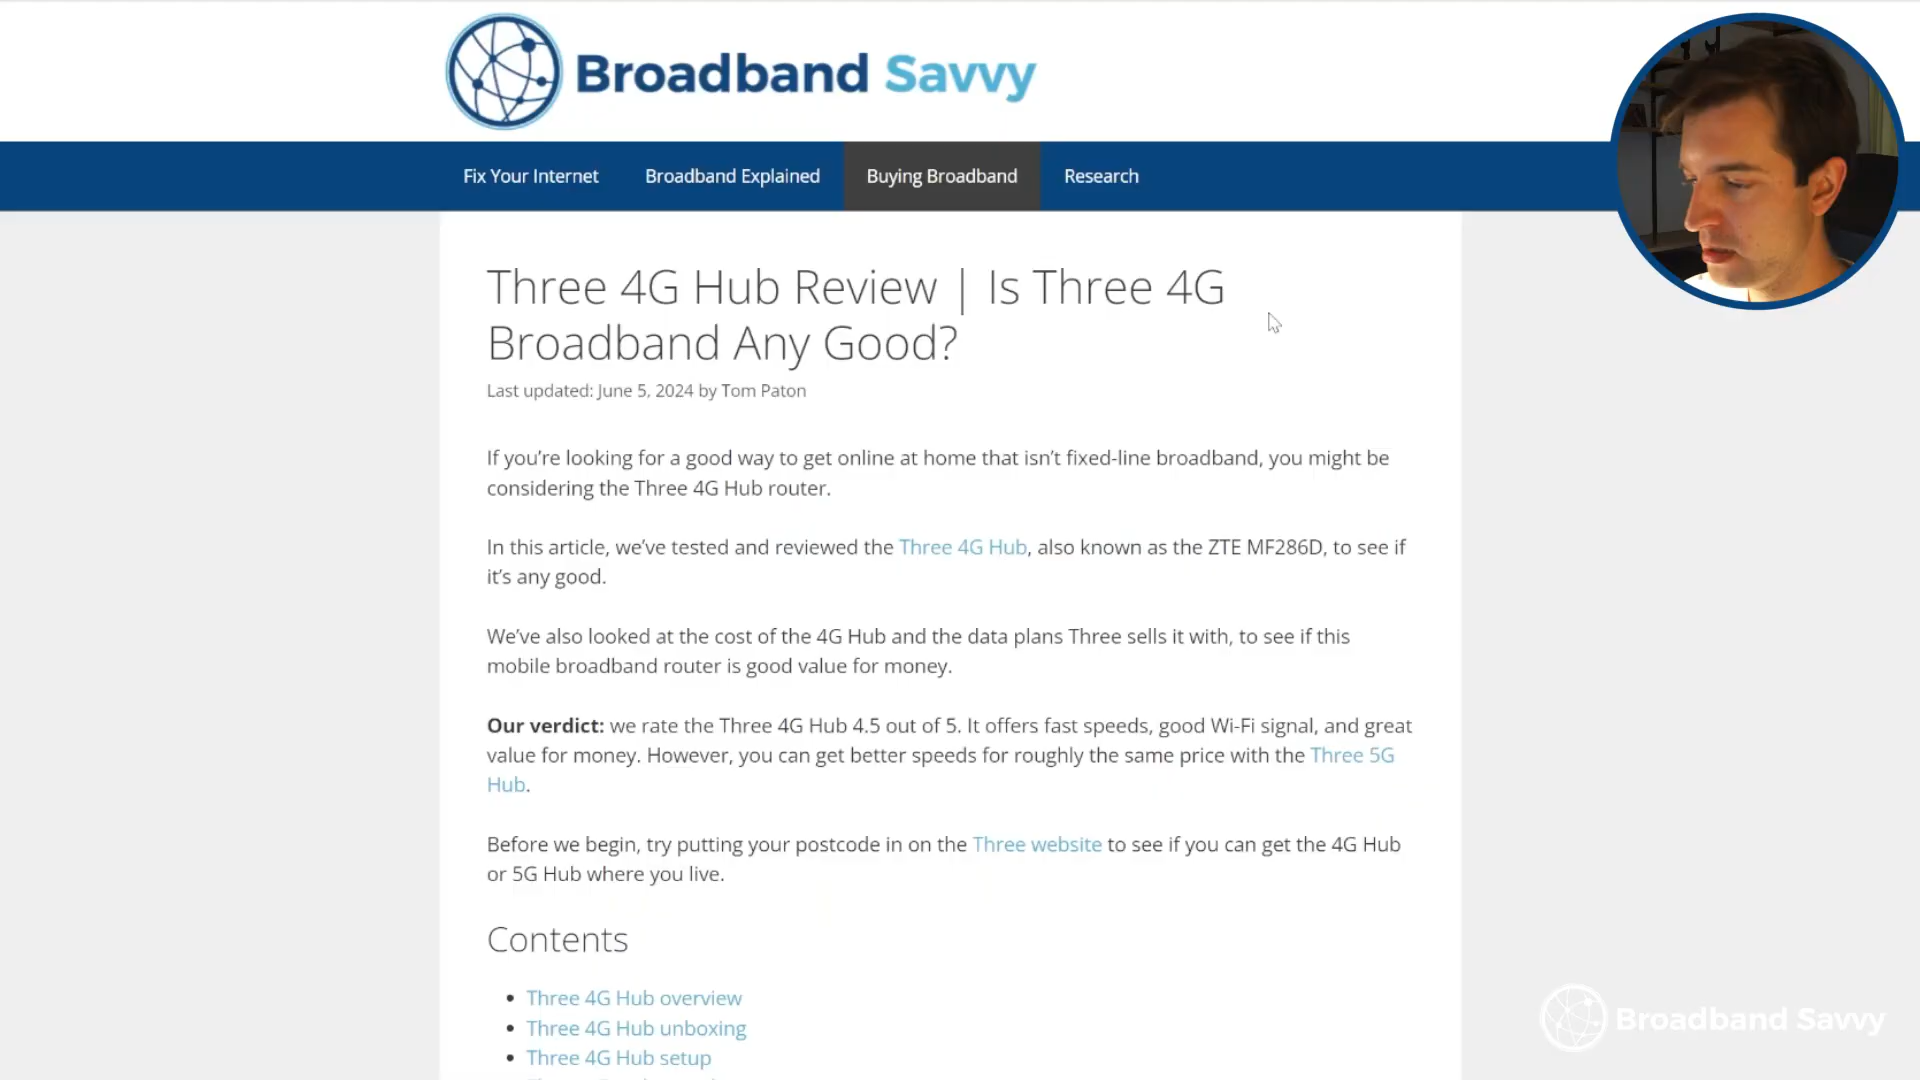 Broadband Savvy
Fix Your Internet
Broadband Explained
Buying Broadband
Research
Three 4G Hub Review | Is Three 4G
Broadband Any Good?
Last updated: June 5, 2024 by Tom Paton
If you’re looking for a good way to get online at home that isn’t fixed-line broadband, you might be
considering the Three 4G Hub router.
In this article, we’ve tested and reviewed the Three 4G Hub, also known as the ZTE MF286D, to see if
it’s any good.
We’ve also looked at the cost of the 4G Hub and the data plans Three sells it with, to see if this
mobile broadband router is good value for money.
Our verdict: we rate the Three 4G Hub 4.5 out of 5. It offers fast speeds, good Wi-Fi signal, and great
value for money. However, you can get better speeds for roughly the same price with the Three 5G
Hub.
Before we begin, try putting your postcode in on the Three website to see if you can get the 4G Hub
or 5G Hub where you live.
Contents
• Three 4G Hub overview
• Three 4G Hub unboxing
• Three 4G Hub setup
Broadband Savvy